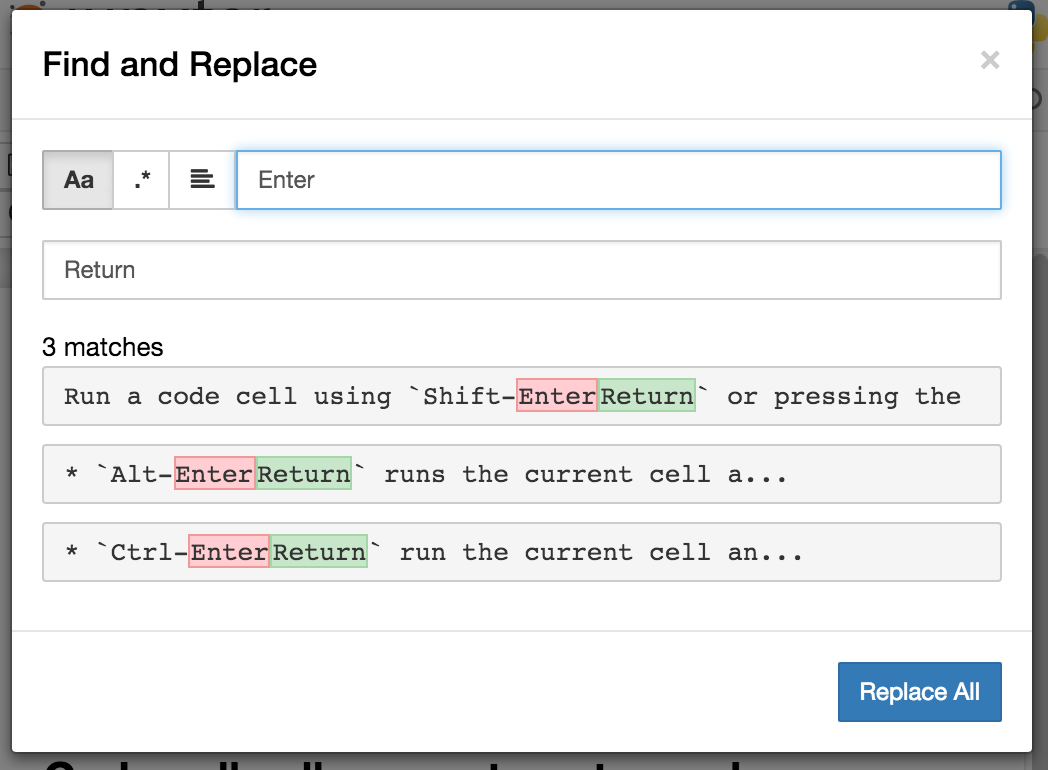 Find and Replace ×
Aa .* Enter
Return
3 matches
Run a code cell using `Shift-EnterReturn` or pressing the
* `Alt-EnterReturn` runs the current cell a...
* `Ctrl-EnterReturn` run the current cell an...
Replace All